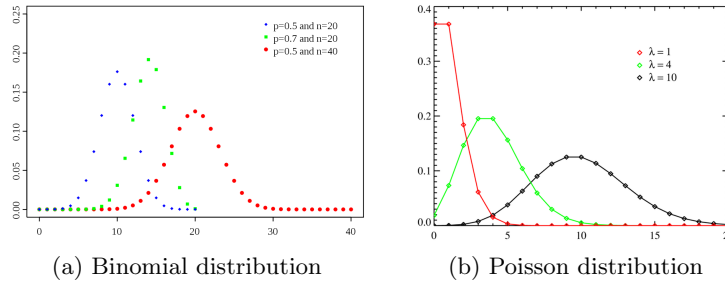 0.25
0.20
0.15
0.10
0.05
0.00
0 10 20 30 40
p=0.5 and n=20
p=0.7 and n=20
p=0.5 and n=40
(a) Binomial distribution
0.4
0.3
0.2
0.1
0.0
0 5 10 15 20
λ = 1
λ = 4
λ = 10
(b) Poisson distribution